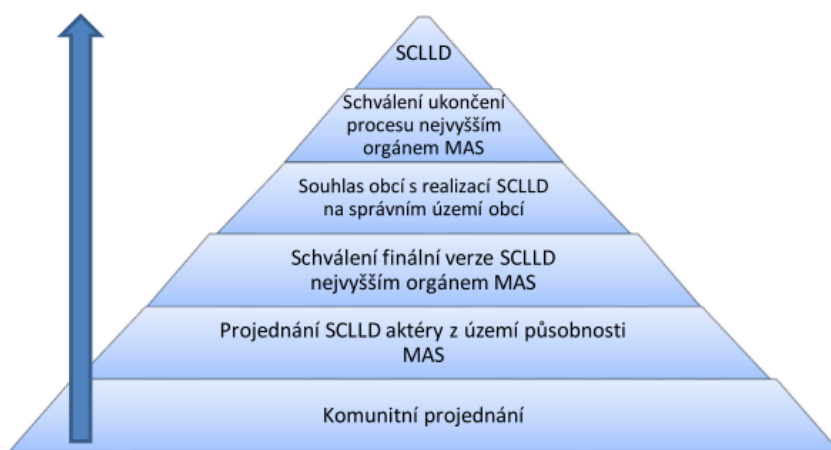 SCLLD
Schválení ukončení
procesu nejvyšším
orgánem MAS
Souhlas obcí s realizací SCLLD
na správním území obcí
Schválení finální verze SCLLD
nejvyšším orgánem MAS
Projednání SCLLD aktéry z území působnosti
MAS
Komunitní projednání